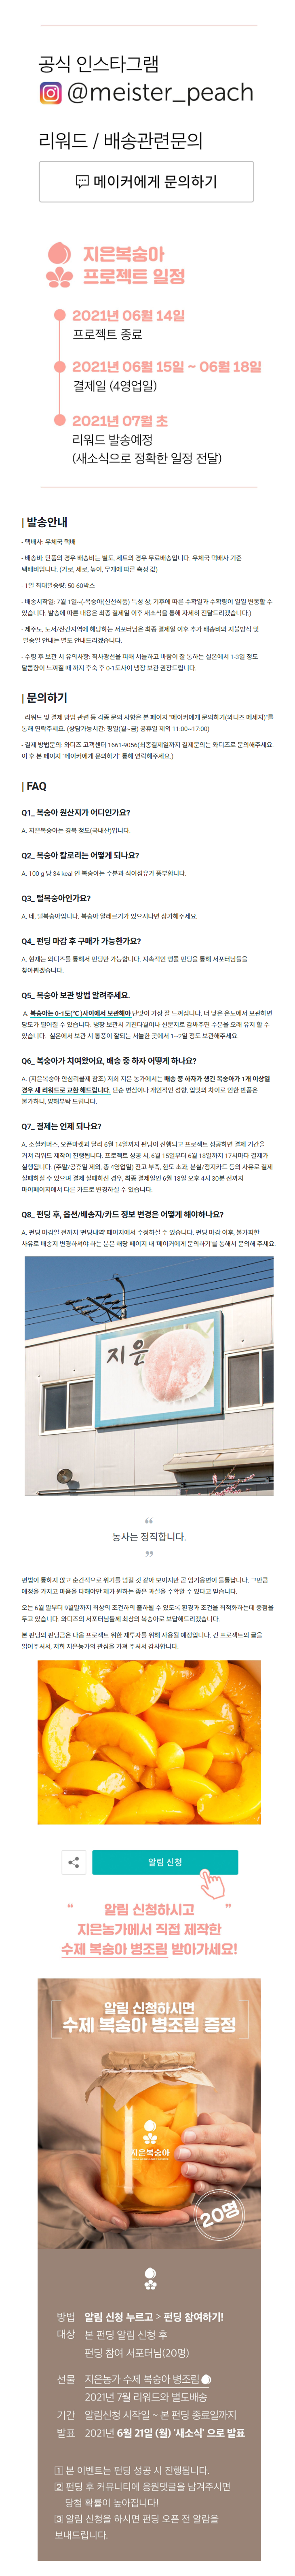 공식 인스타그램
@meister_peach
리워드 / 배송관련문의
메이커에게 문의하기
지은복숭아
프로젝트 일정
2021년 06월 14일
프로젝트 종료
2021년 06월 15일 ~ 06월 18일
결제일 (4영업일)
2021년 07월 초
리워드 발송예정
(새소식으로 정확한 일정 전달)
| 발송안내
- 택배사: 우체국 택배
- 배송비: 단품의 경우 배송비는 별도, 세트의 경우 무료배송입니다. 우체국 택배사 기준
택배비입니다. (가로, 세로, 높이, 무게에 따른 측정 값)
- 1일 최대발송량: 50-60박스
- 배송시작일: 7월 1일~(-복숭아(신선식품) 특성 상, 기후에 따른 수확일과 수확량이 말일 변동할 수
있습니다. 발송에 따른 내용은 최종 결제일 이후 새소식을 통해 자세히 전달드리겠습니다.)
- 제주도, 도서/산간지역에 해당하는 서포터님은 최종 결제일 이후 추가 배송비와 지불방식 및
발송일 안내는 별도 안내드리겠습니다.
- 수령 후 보관 시 유의사항: 직사광선을 피해 서늘하고 바람이 잘 통하는 실온에서 1-3일 정도
달콤향이 느껴질 때 까지 후숙 후 0-1도사이 냉장 보관 권장드립니다.
| 문의하기
- 리워드 및 결제 방법 관련 등 각종 문의 사항은 본 페이지 '메이커에게 문의하기(와디즈 메세지)'를
통해 연락주세요. (상담가능시간: 평일(월~금) 공휴일 제외 11:00~17:00)
- 결제 방법문의: 와디즈 고객센터 1661-9056(최종결제일까지 결제문의는 와디즈로 문의해주세요.
이 후 본 페이지 "메이커에게 문의하기" 통해 연락해주세요.)
| FAQ
Q1_ 복숭아 원산지가 어디인가요?
A. 지은복숭아는 경북 청도(국내산)입니다.
Q2_ 복숭아 칼로리는 어떻게 되나요?
A. 100 g 당 34 kcal 인 복숭아는 수분과 식이섬유가 풍부합니다.
Q3_ 털복숭아인가요?
A. 네, 털복숭아입니다. 복숭아 알레르기가 있으시다면 삼가해주세요.
Q4_ 펀딩 마감 후 구매가 가능한가요?
A. 현재는 와디즈를 통해서 펀딩만 가능합니다. 지속적인 앵콜 펀딩을 통해 서포터님들을
찾아뵙겠습니다.
Q5_ 복숭아 보관 방법 알려주세요.
A. 복숭아는 0-1도(℃ )사이에서 보관해야 단맛이 가장 잘 느껴집니다. 더 낮은 온도에서 보관하면
당도가 떨어질 수 있습니다. 냉장 보관시 키친타월이나 신문지로 감싸주면 수분을 오래 유지 할 수
있습니다. 실온에서 보관 시 통풍이 잘되는 서늘한 곳에서 1~2일 정도 보관해주세요.
Q6_ 복숭아가 치여왔어요, 배송 중 하자 어떻게 하나요?
A. (지은복숭아 안심리콜제 참조) 저희 지은 농가에서는 배송 중 하자가 생긴 복숭아가 1개 이상일
경우 새 리워드로 교환 해드립니다. 단순 변심이나 개인적인 성향, 입맛의 차이로 인한 반품은
불가하니, 양해부탁 드립니다.
Q7_ 결제는 언제 되나요?
A. 소셜커머스, 오픈마켓과 달리 6월 14일까지 펀딩이 진행되고 프로젝트 성공하면 결제 기간을
거쳐 리워드 제작이 진행됩니다. 프로젝트 성공 시, 6월 15일부터 6월 18일까지 17시마다 결제가
실행됩니다. (주말/공휴일 제외, 총 4영업일) 잔고 부족, 한도 초과, 분실/정지카드 등의 사유로 결제
실패하실 수 있으며 결제 실패하신 경우, 최종 결제일인 6월 18일 오후 4시 30분 전까지
마이페이지에서 다른 카드로 변경하실 수 있습니다.
Q8_ 펀딩 후, 옵션/배송지/카드 정보 변경은 어떻게 해야하나요?
A. 펀딩 마감일 전까지 '펀딩내역' 페이지에서 수정하실 수 있습니다. 펀딩 마감 이후, 불가피한
사유로 배송지 변경하셔야 하는 분은 해당 페이지 내 '메이커에게 문의하기'를 통해서 문의해 주세요.
지은
“
농사는 정직합니다.
”
편법이 통하지 않고 순간적으로 위기를 넘길 것 같아 보이지만 곧 임기응변이 들통납니다. 그만큼
애정을 가지고 마음을 다해야만 제가 원하는 좋은 과실을 수확할 수 있다고 믿습니다.
오는 6월 말부터 9월말까지 최상의 조건하의 출하될 수 있도록 환경과 조건을 최적화하는데 중점을
두고 있습니다. 와디즈의 서포터님들께 최상의 복숭아로 보답해드리겠습니다.
본 펀딩의 펀딩금은 다음 프로젝트 위한 재투자를 위해 사용될 예정입니다. 긴 프로젝트의 글을
읽어주셔서, 저희 지은농가의 관심을 가져 주셔서 감사합니다.
알림 신청
“ 알림 신청하시고 ”
지은농가에서 직접 제작한
수제 복숭아 병조림 받아가세요!
알림 신청하시면
수제 복숭아 병조림 증정
지은복숭아
20명
방법 알림 신청 누르고 > 펀딩 참여하기!
대상 본 펀딩 알림 신청 후
펀딩 참여 서포터님(20명)
선물 지은농가 수제 복숭아 병조림
2021년 7월 리워드와 별도배송
기간 알림신청 시작일 ~ 본 펀딩 종료일까지
발표 2021년 6월 21일 (월) '새소식' 으로 발표
1 본 이벤트는 펀딩 성공 시 진행됩니다.
2 펀딩 후 커뮤니티에 응원댓글을 남겨주시면
당첨 확률이 높아집니다!
3 알림 신청을 하시면 펀딩 오픈 전 알람을
보내드립니다.